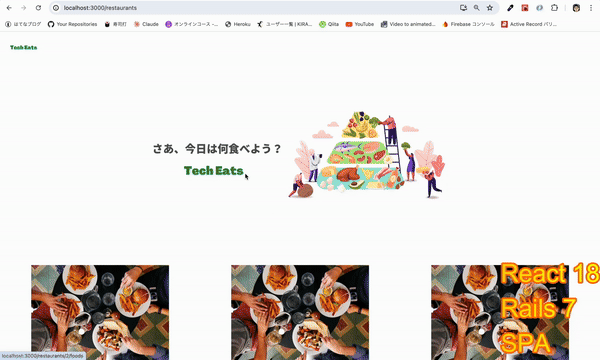 localhost:3000/restaurants
はてなブログ
Your Repositories
寿司打
Claude
オンラインコース -...
Heroku
ユーザー一覧 | KIRA...
Qiita
YouTube
Video to animated...
Firebase コンソール
Active Record バリ...
Tech Eats
さあ、今日は何食べよう？
Tech Eats
React 18
Rails 7
SPA
localhost:3000/restaurants/2/foods